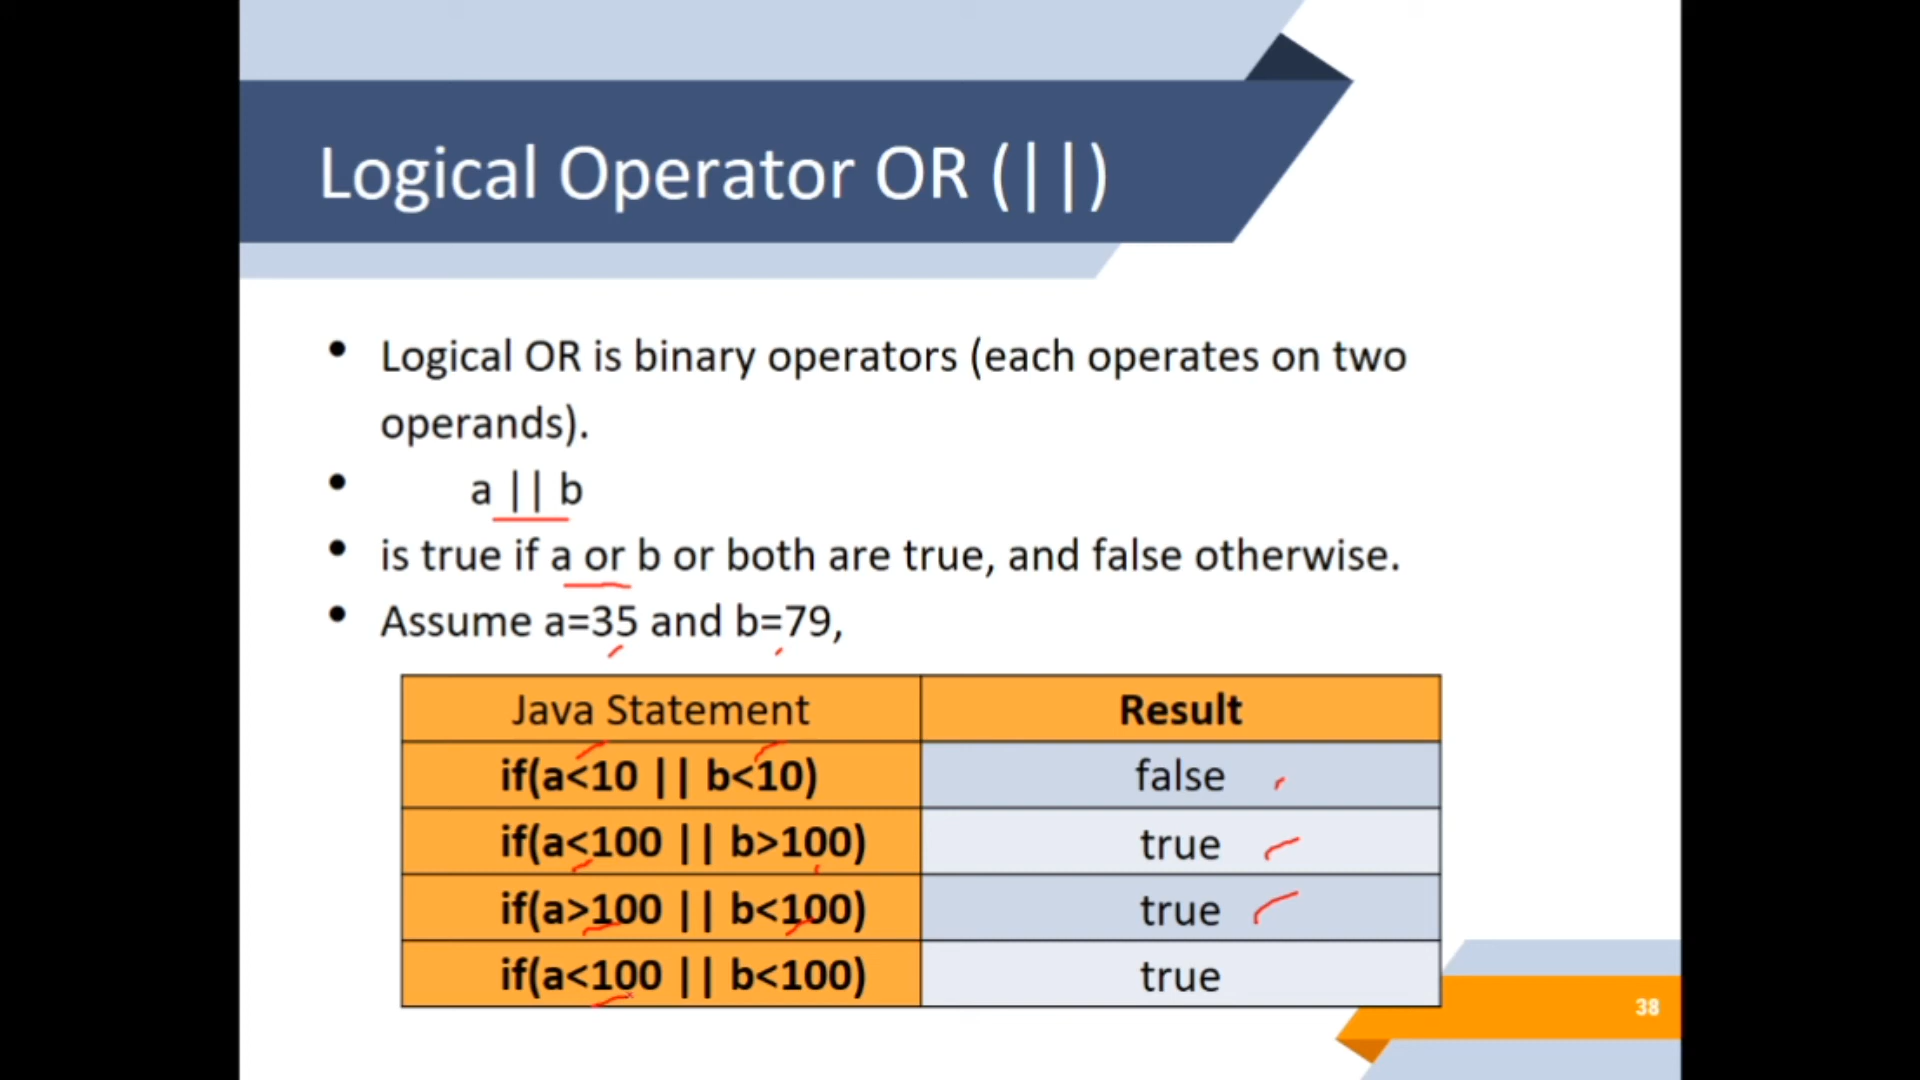 Logical Operator OR (||)
• Logical OR is binary operators (each operates on two
operands).
• a || b
• is true if a or b or both are true, and false otherwise.
• Assume a=35 and b=79,
Java Statement Result
if(a<10 || b<10) false
if(a<100 || b>100) true
if(a>100 || b<100) true
if(a<100 || b<100) true
38